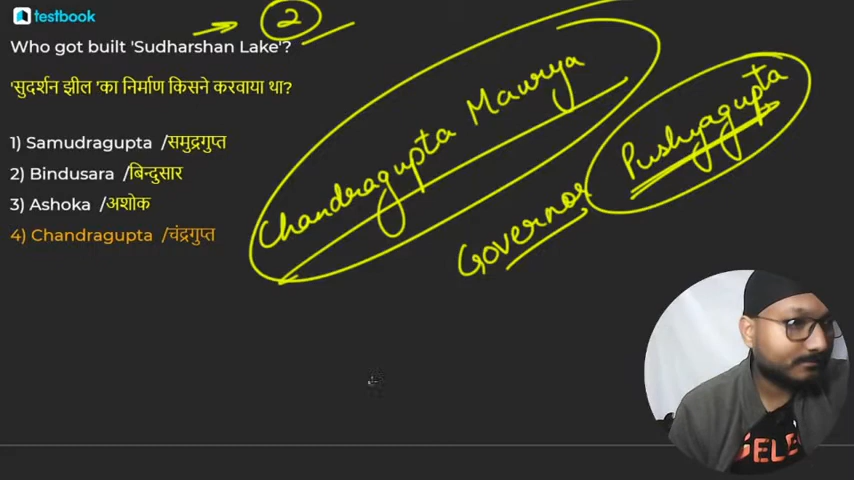 testbook
2
Who got built 'Sudharshan Lake'?
'सुदर्शन झील 'का निर्माण किसने करवाया था?
1) Samudragupta /समुद्रगुप्त
2) Bindusara /बिन्दुसार
3) Ashoka /अशोक
4) Chandragupta /चंद्रगुप्त
Chandragupta Maurya
Governor Pushyagupta